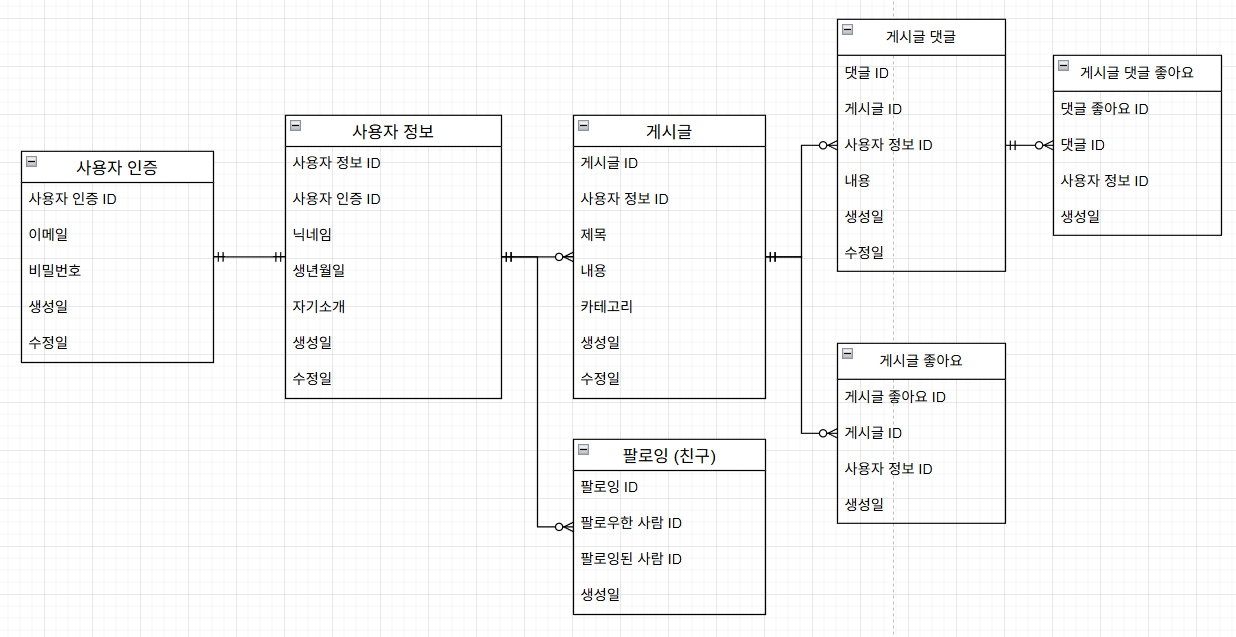 사용자 인증
사용자 인증 ID
이메일
비밀번호
생성일
수정일
사용자 정보
사용자 정보 ID
사용자 인증 ID
닉네임
생년월일
자기소개
생성일
수정일
게시글
게시글 ID
사용자 정보 ID
제목
내용
카테고리
생성일
수정일
팔로잉 (친구)
팔로잉 ID
팔로우한 사람 ID
팔로잉된 사람 ID
생성일
게시글 댓글
댓글 ID
게시글 ID
사용자 정보 ID
내용
생성일
수정일
게시글 좋아요
게시글 좋아요 ID
게시글 ID
사용자 정보 ID
생성일
게시글 댓글 좋아요
댓글 좋아요 ID
댓글 ID
사용자 정보 ID
생성일